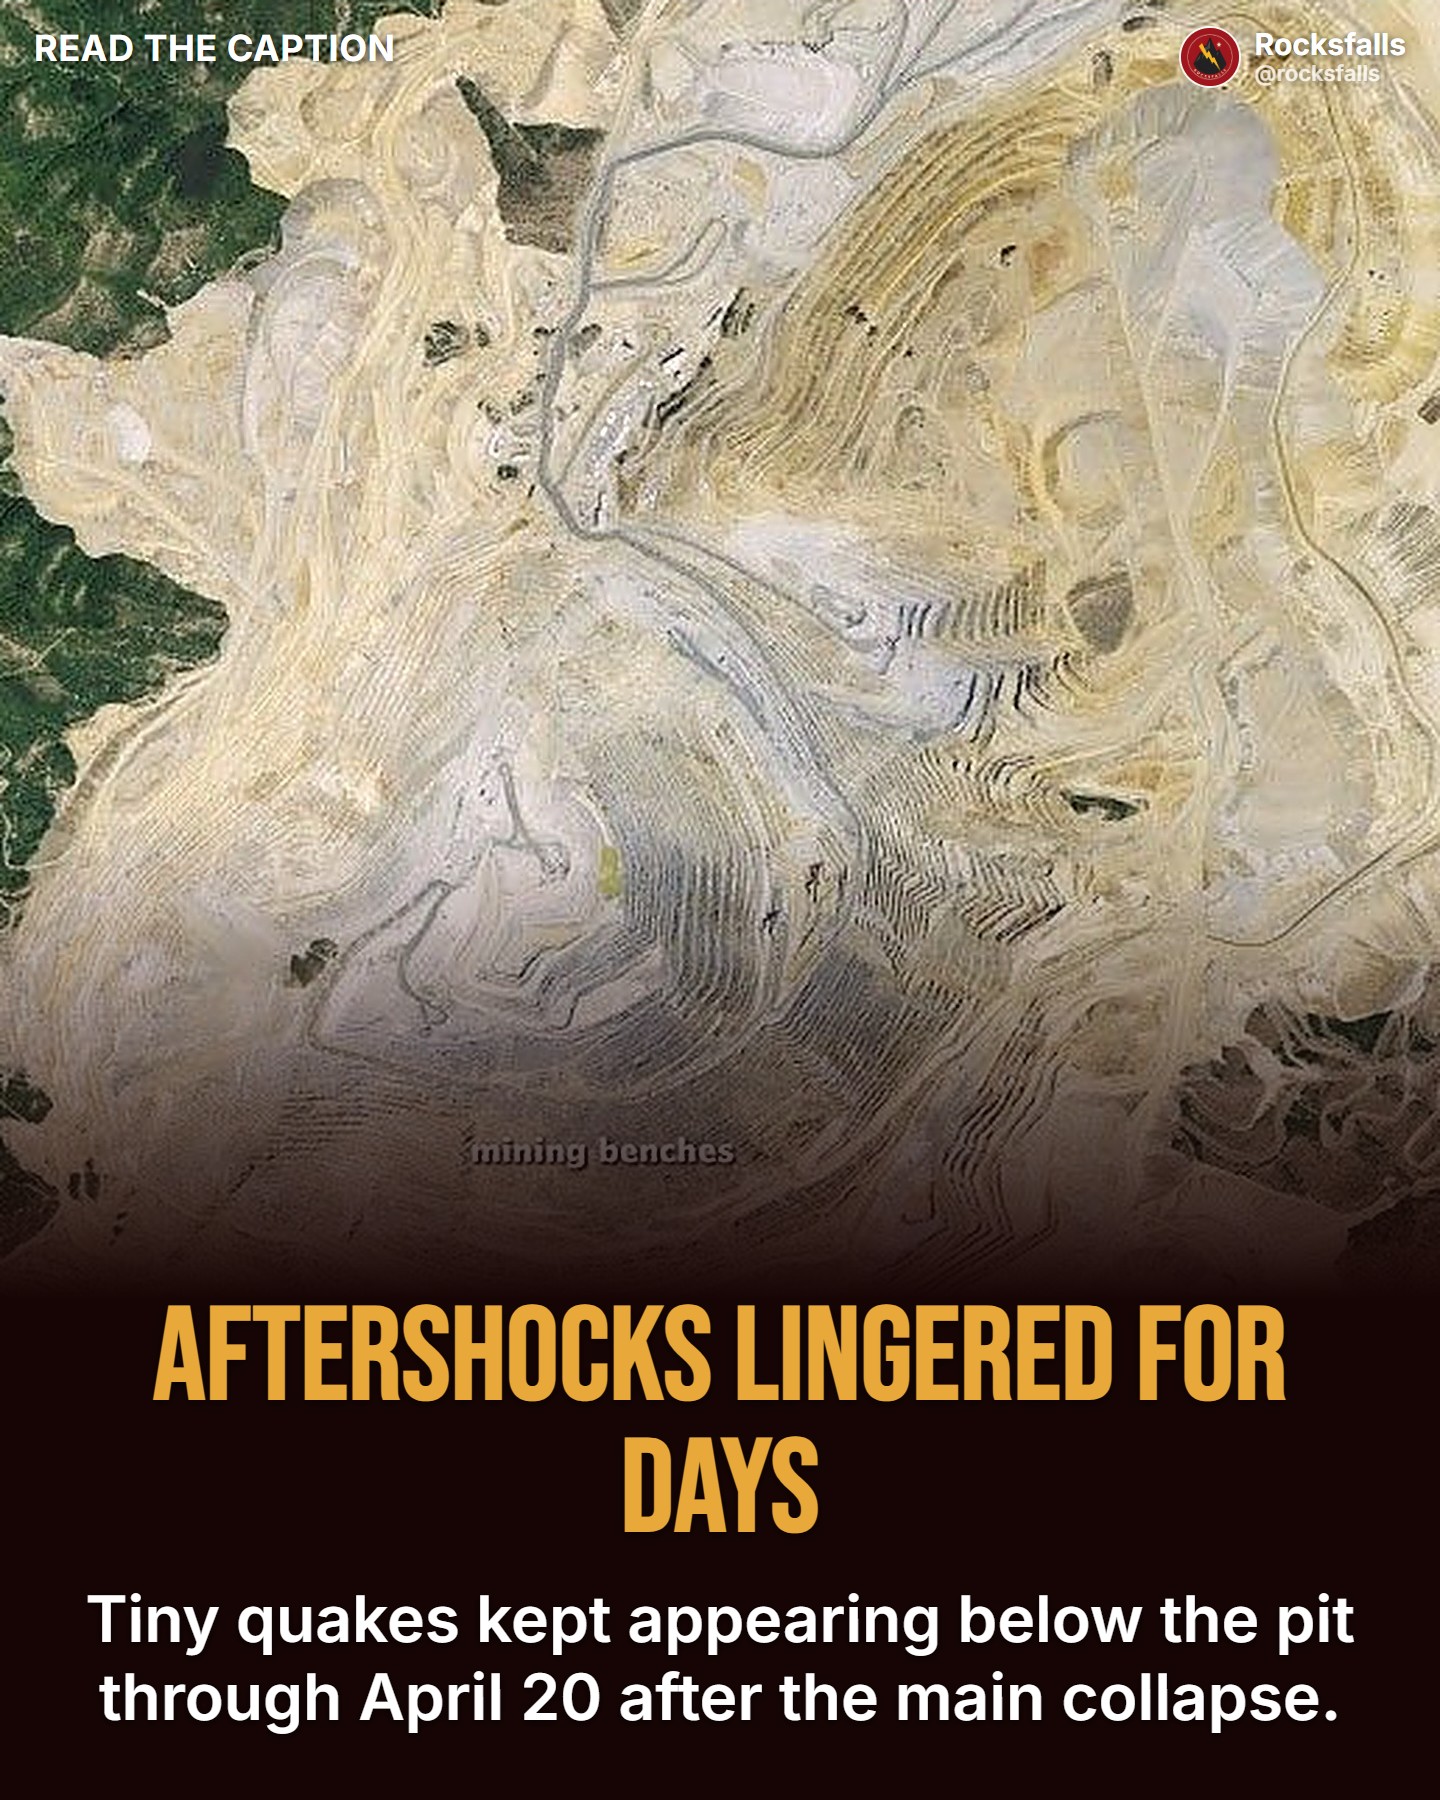 READ THE CAPTION
Rocksfalls
@rocksfalls
mining benches
AFTERSHOCKS LINGERED FOR
DAYS
Tiny quakes kept appearing below the pit
through April 20 after the main collapse.